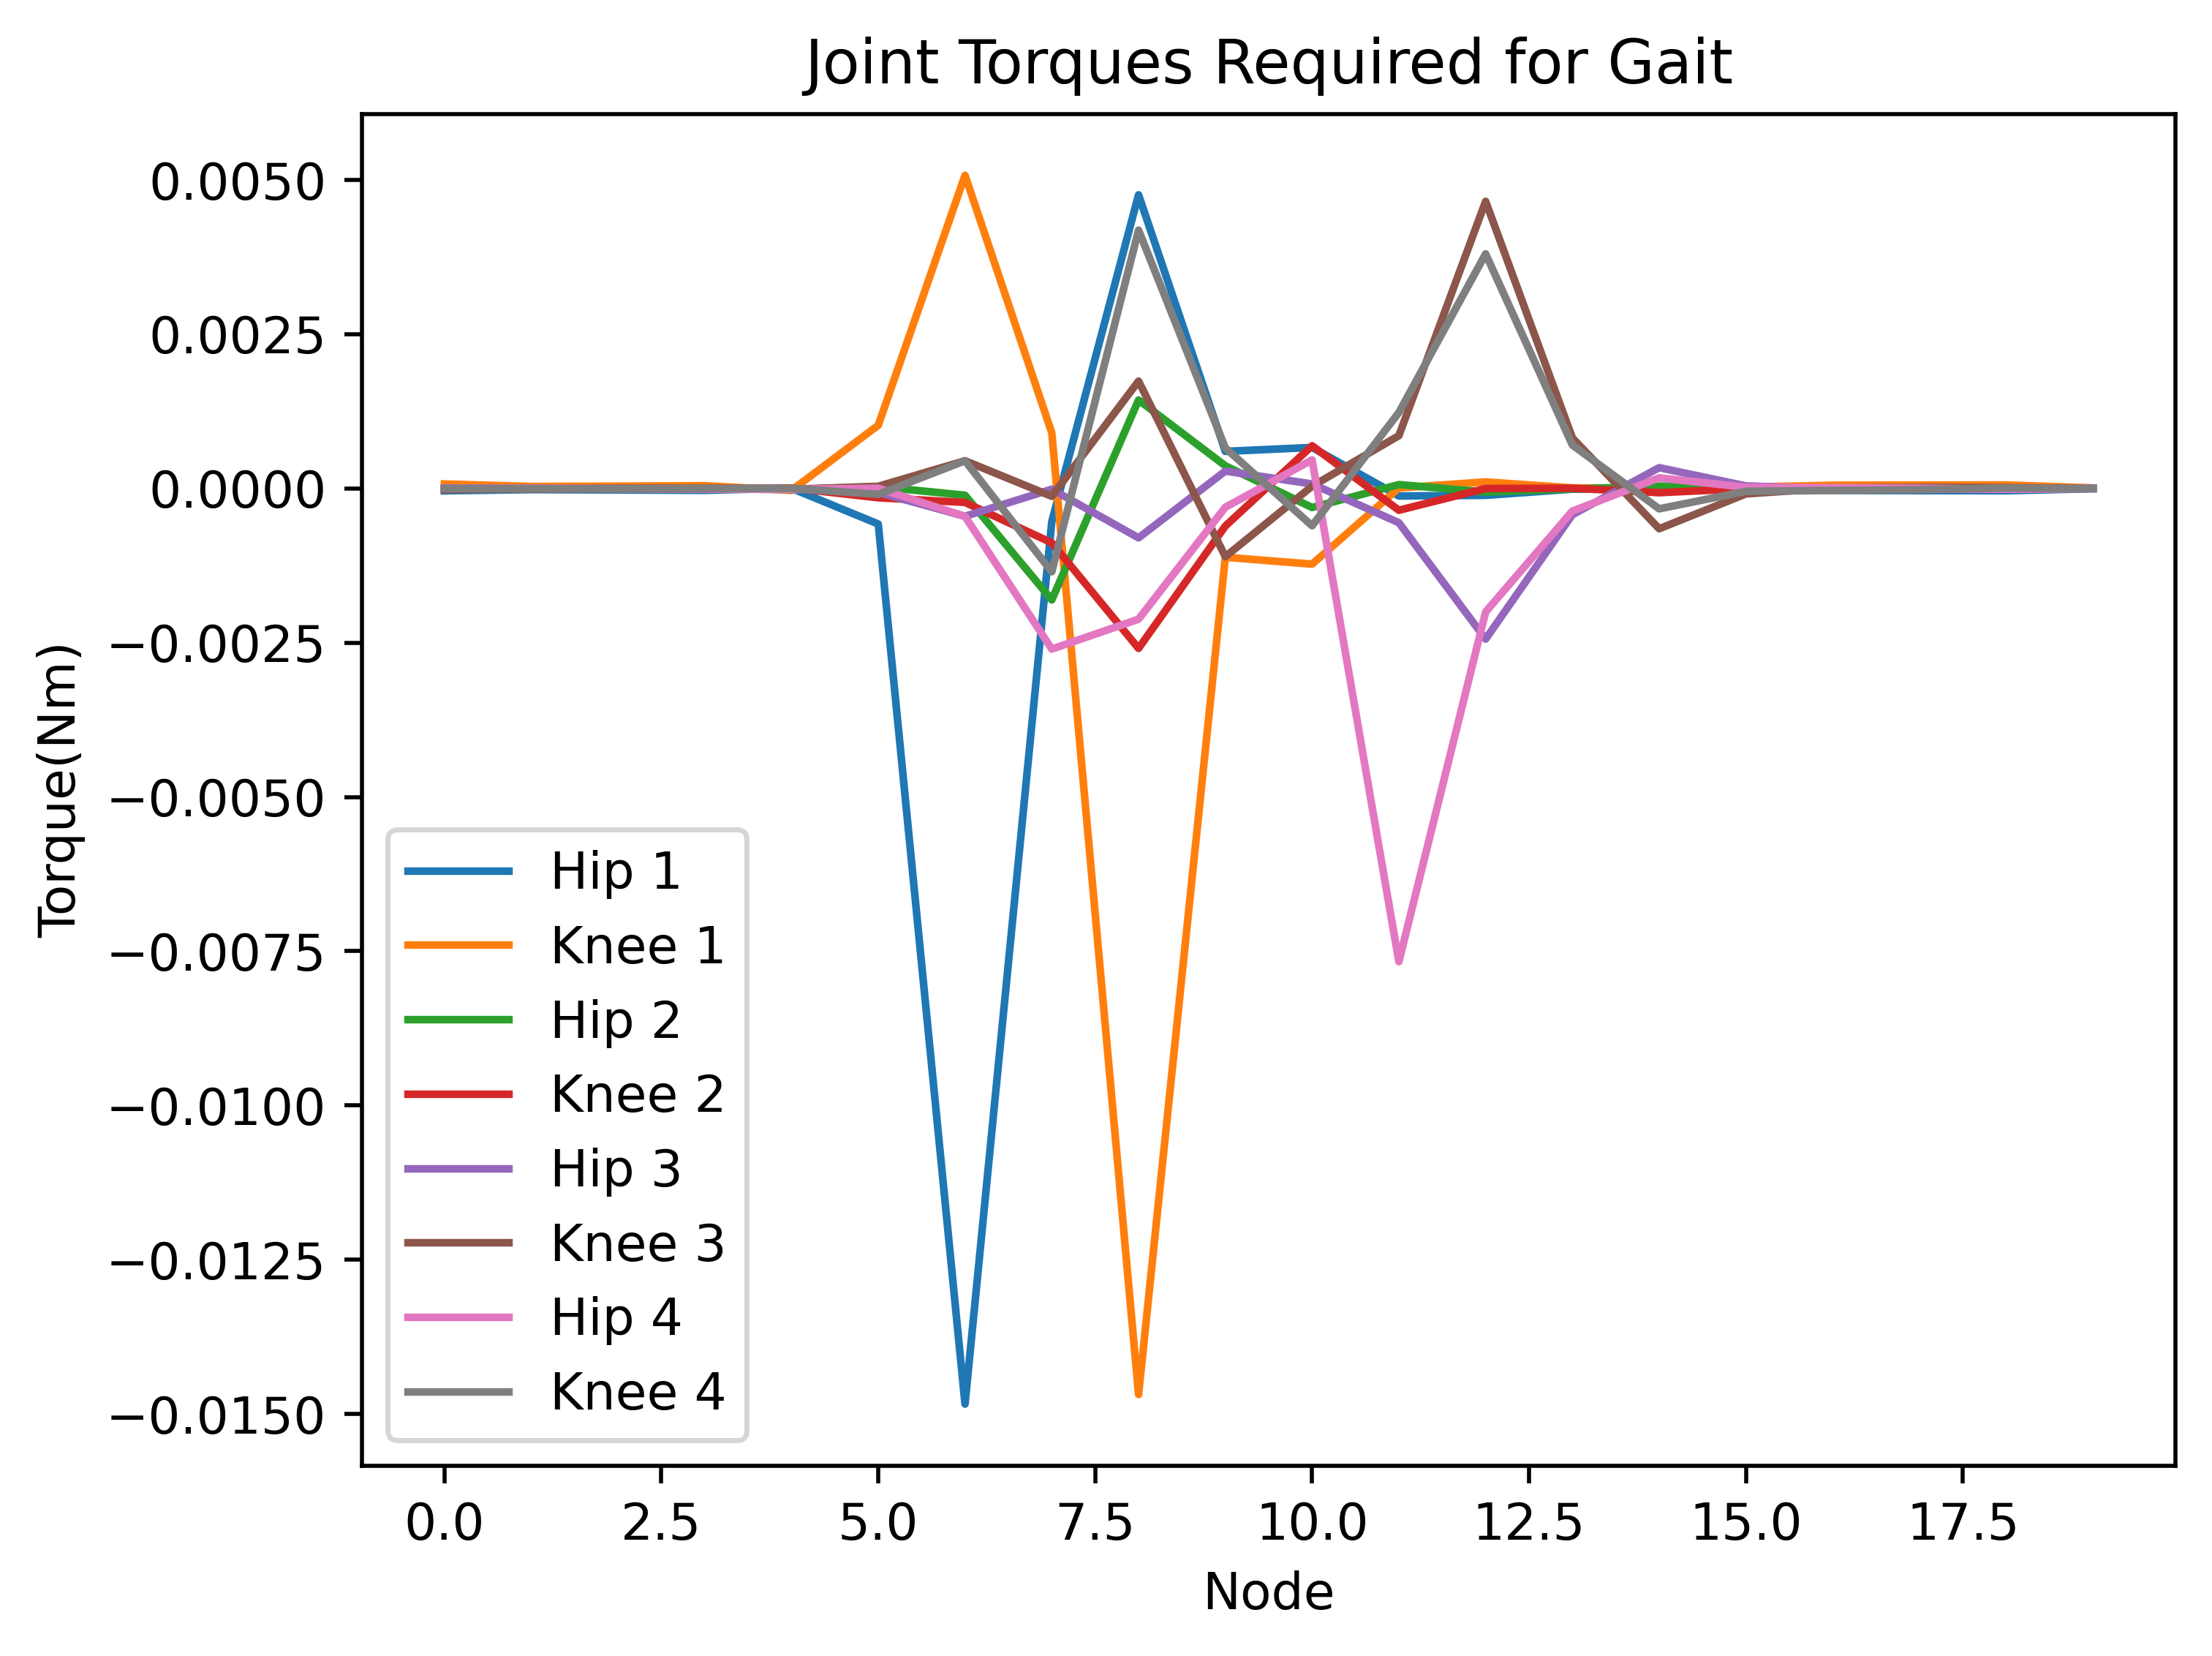 Joint Torques Required for Gait
0.0050
0.0025
0.0000
−0.0025
−0.0050
−0.0075
−0.0100
−0.0125
−0.0150
Torque(Nm)
Hip 1
Knee 1
Hip 2
Knee 2
Hip 3
Knee 3
Hip 4
Knee 4
0.0 2.5 5.0 7.5 10.0 12.5 15.0 17.5
Node